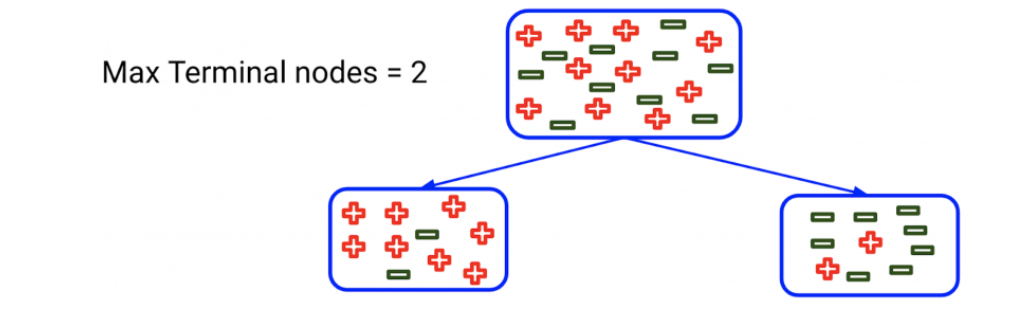 Max Terminal nodes = 2